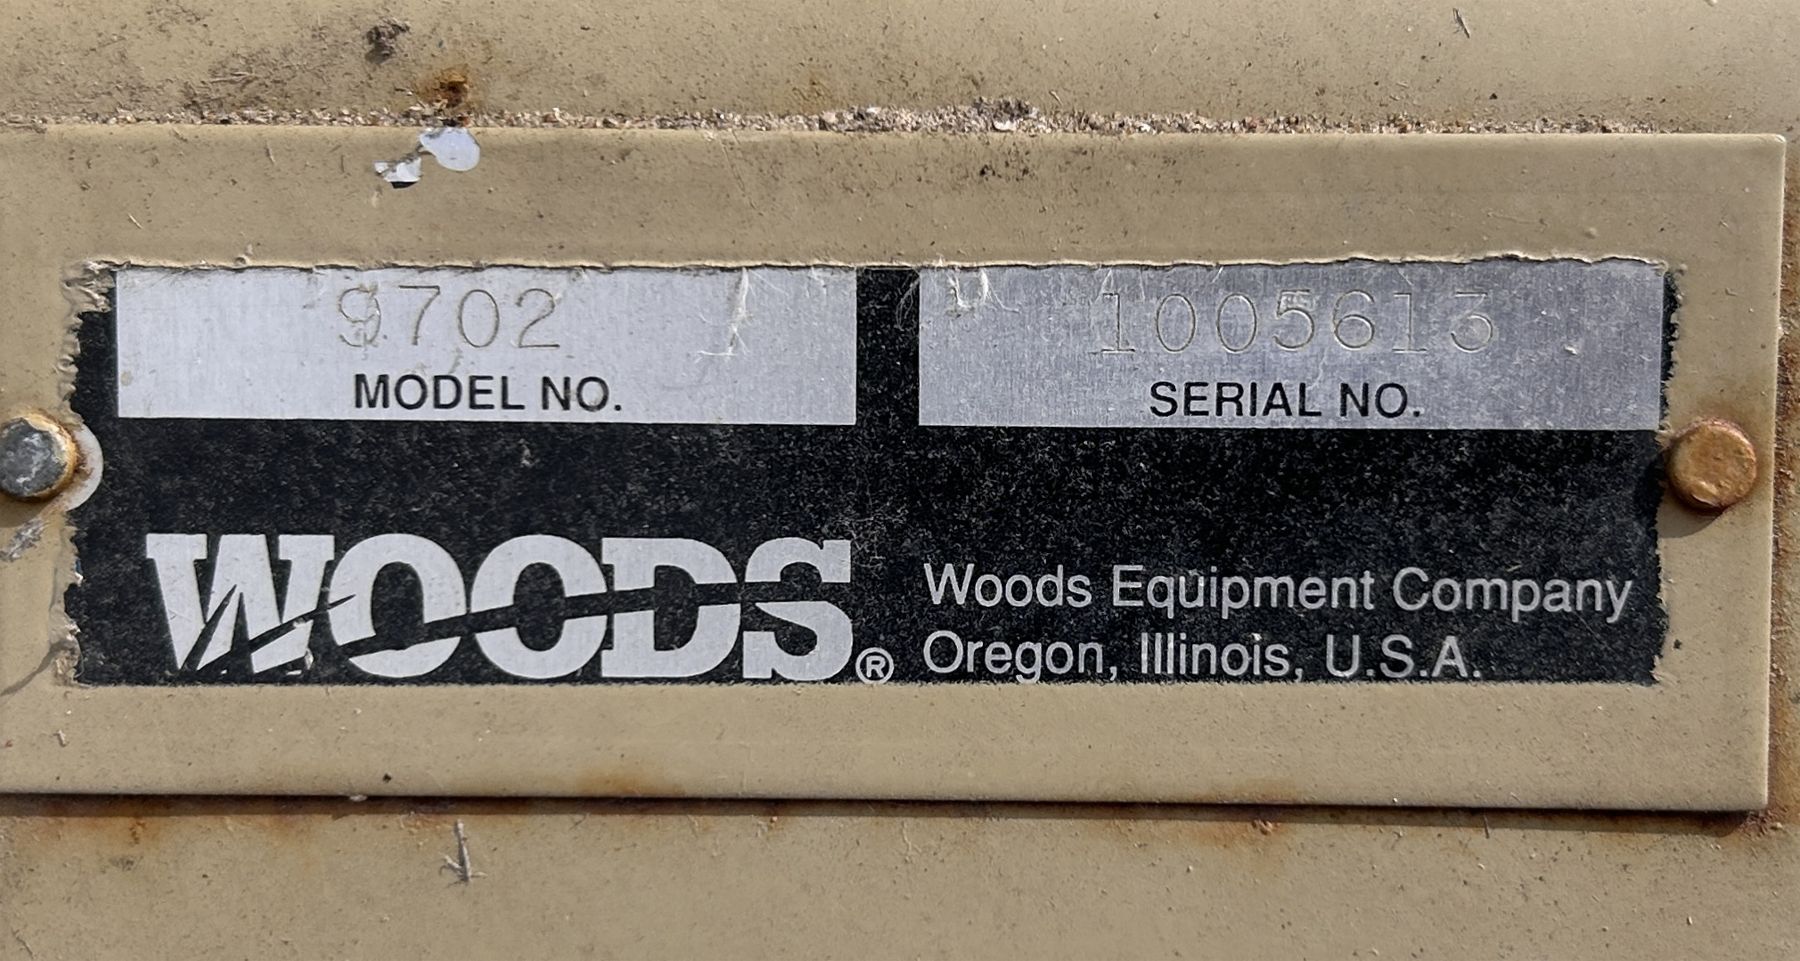 9702
MODEL NO.
1005613
SERIAL NO.
WOODS®
Woods Equipment Company
Oregon, Illinois, U.S.A.